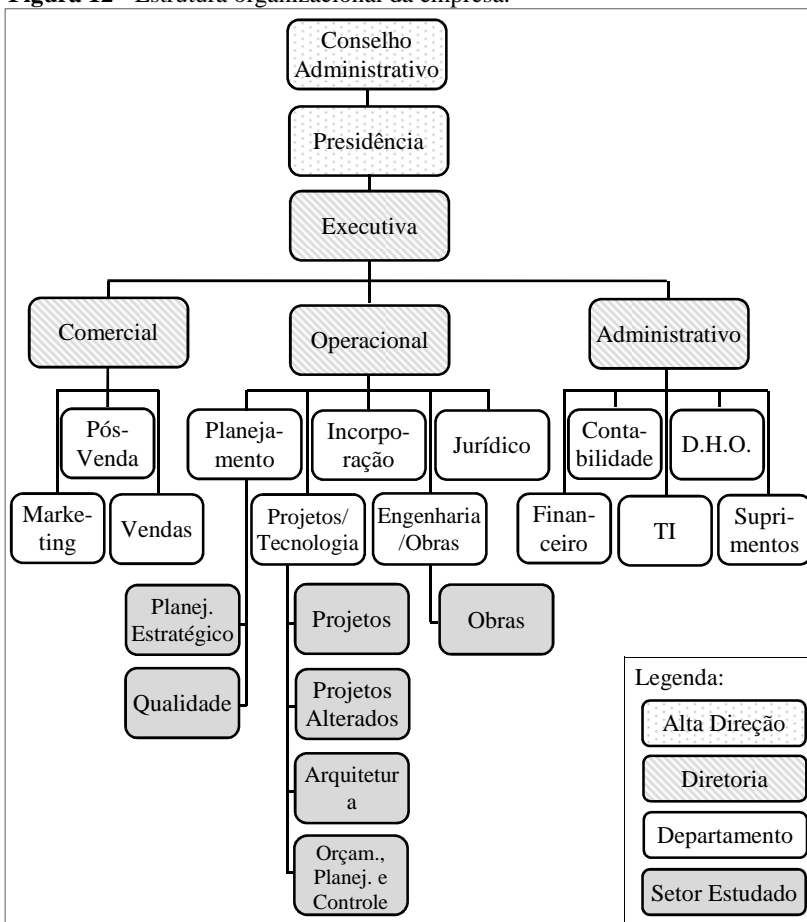 Figura 12 - Estrutura organizacional da empresa.
Conselho
Administrativo
Presidência
Executiva
Comercial
Operacional
Administrativo
Pós-
Venda
Planeja-
mento
Incorpo-
ração
Jurídico
Conta-
bilidade
D.H.O.
Marke-
ting
Vendas
Projetos/
Tecnologia
Engenharia
/Obras
Finan-
ceiro
TI
Supri-
mentos
Planej.
Estratégico
Projetos
Obras
Qualidade
Projetos
Alterados
Arquitetur
a
Orçam.,
Planej. e
Controle
Legenda:
Alta Direção
Diretoria
Departamento
Setor Estudado